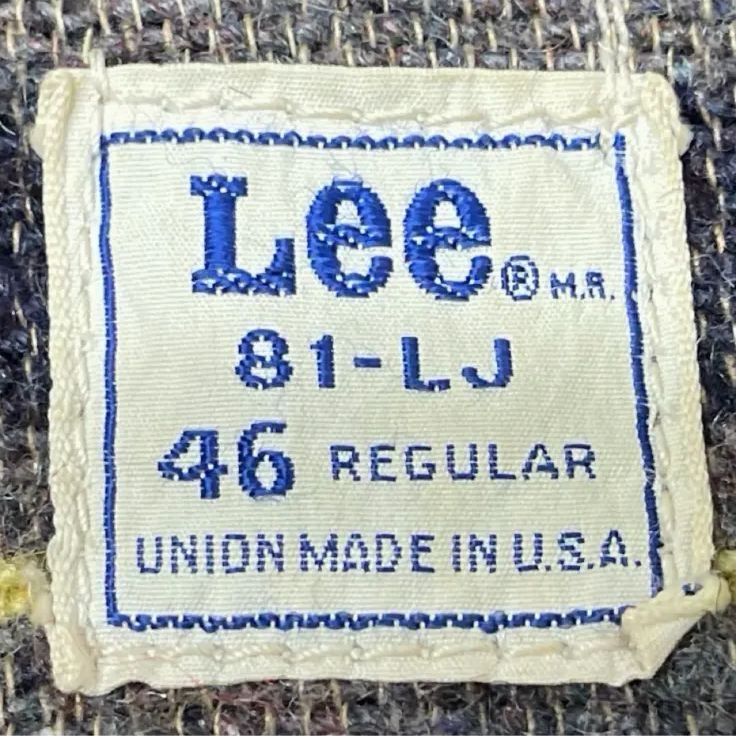 Lee® M.R.
81-LJ
46 REGULAR
UNION MADE IN U.S.A.